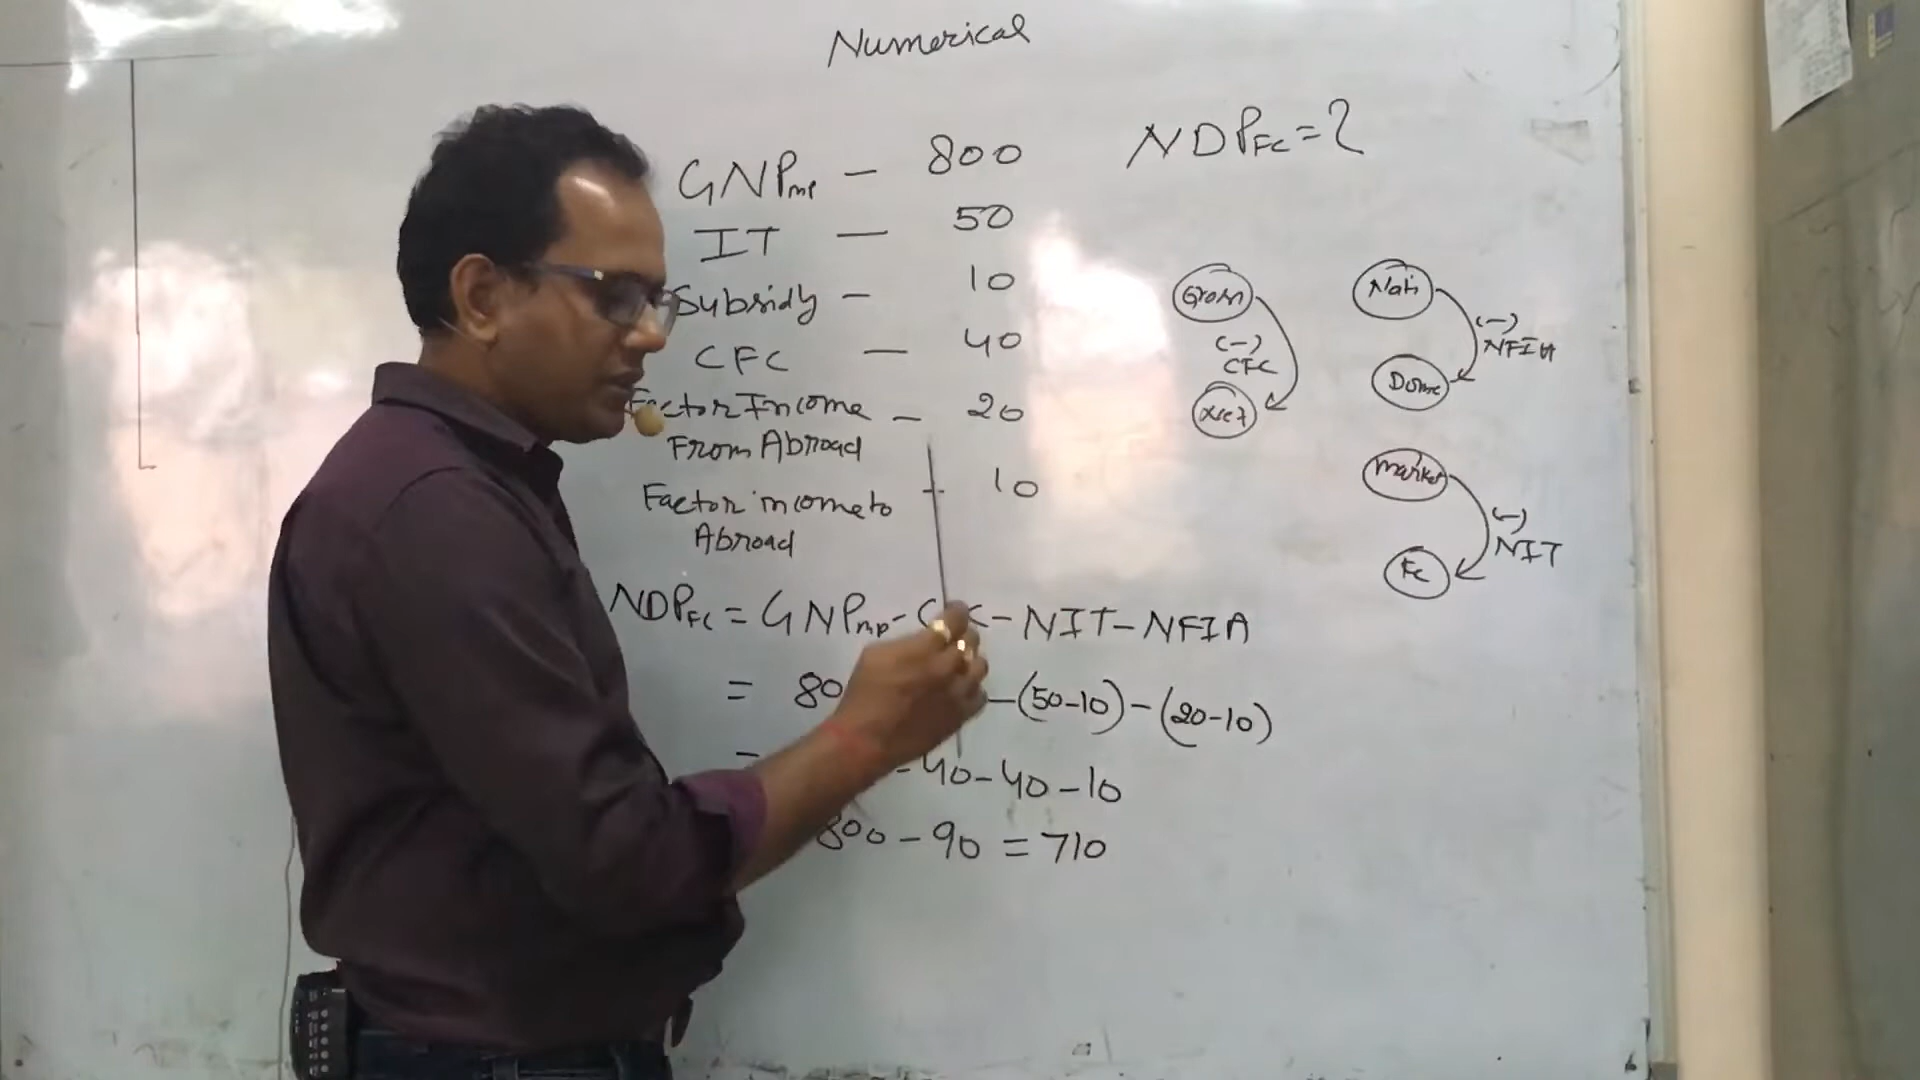 Numerical
GNPmp — 800
NDPFC = ?
IT — 50
Subsidy — 10
CFC — 40
Factor Income — 20
From Abroad
Factor income to — 10
Abroad
Gross
(-)
CFC
Net
Nati
(-)
NFIA
Dome
Market
(-)
NIT
FC
NDPFC = GNPmp - - NIT - NFIA
= - (50-10) - (20-10)
= - 40 - 40 - 10
800 - 90 = 710